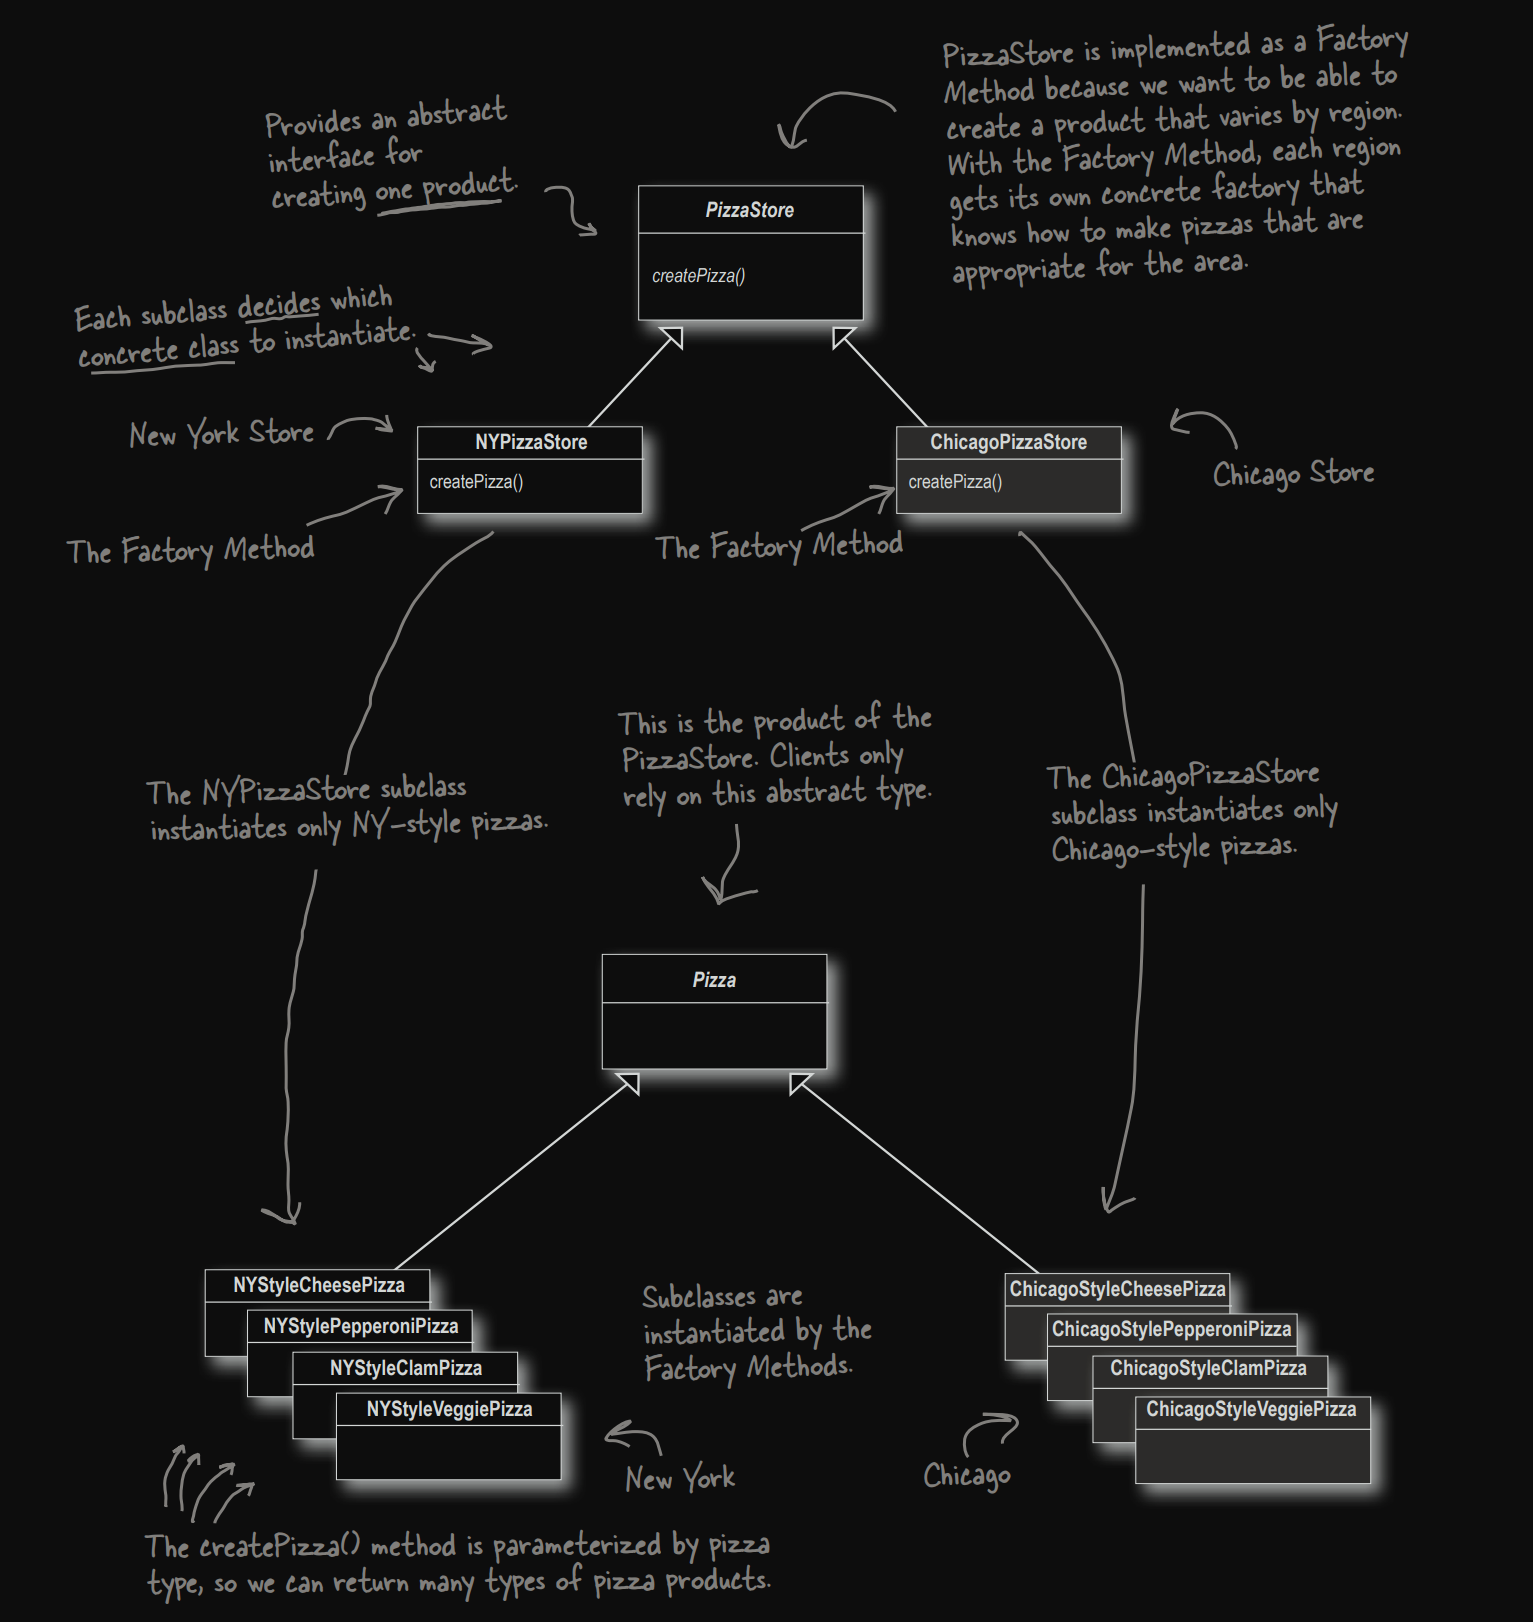 PizzaStore is implemented as a Factory
Method because we want to be able to
create a product that varies by region.
With the Factory Method, each region
gets its own concrete factory that
knows how to make pizzas that are
appropriate for the area.
Provides an abstract
interface for
creating one product.
PizzaStore
createPizza()
Each subclass decides which
concrete class to instantiate.
New York Store
NYPizzaStore
createPizza()
ChicagoPizzaStore
createPizza()
Chicago Store
The Factory Method
The Factory Method
This is the product of the
PizzaStore. Clients only
rely on this abstract type.
The NYPizzaStore subclass
instantiates only NY-style pizzas.
The ChicagoPizzaStore
subclass instantiates only
Chicago-style pizzas.
Pizza
NYStyleCheesePizza
NYStylePepperoniPizza
NYStyleClamPizza
NYStyleVeggiePizza
Subclasses are
instantiated by the
Factory Methods.
ChicagoStyleCheesePizza
ChicagoStylePepperoniPizza
ChicagoStyleClamPizza
ChicagoStyleVeggiePizza
New York
Chicago
The createPizza() method is parameterized by pizza
type, so we can return many types of pizza products.